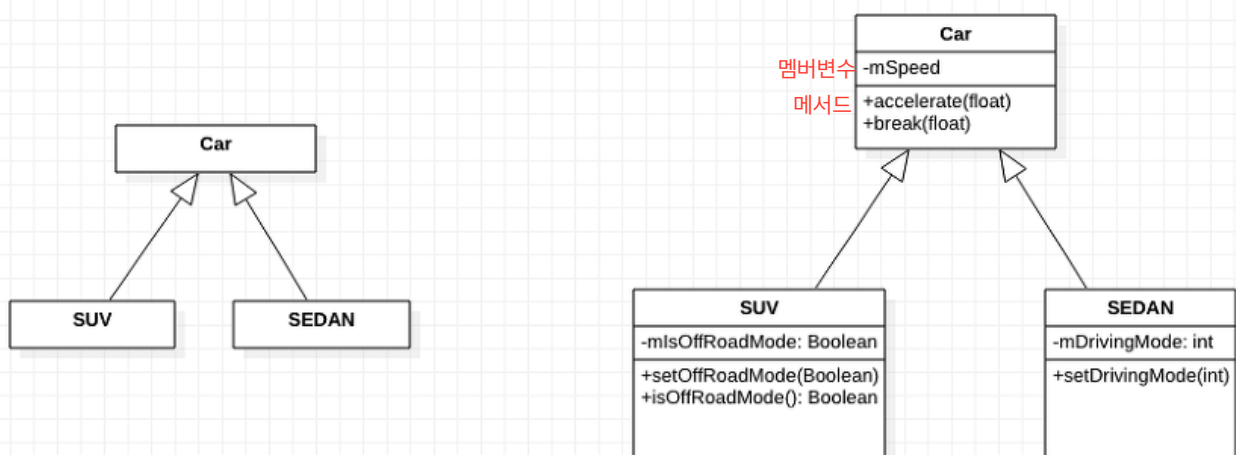 Car
SUV
SEDAN
Car
멤버변수
-mSpeed
메서드
+accelerate(float)
+break(float)
SUV
-mIsOffRoadMode: Boolean
+setOffRoadMode(Boolean)
+isOffRoadMode(): Boolean
SEDAN
-mDrivingMode: int
+setDrivingMode(int)